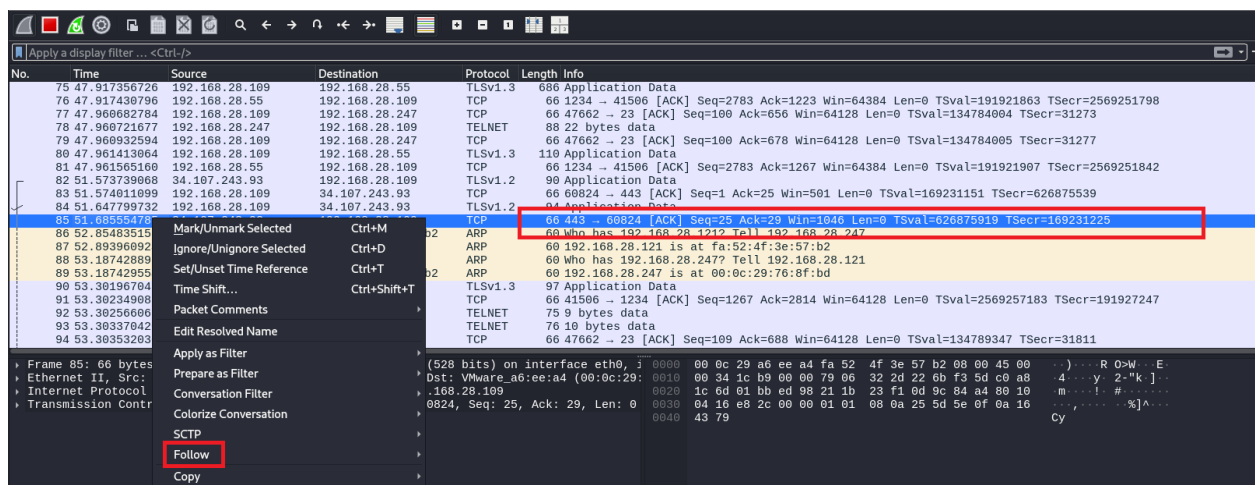 Apply a display filter ... <Ctrl-/>
No. Time Source Destination Protocol Length Info
75 47.917356726 192.168.28.109 192.168.28.55 TLSv1.3 686 Application Data
76 47.917430796 192.168.28.55 192.168.28.109 TCP 66 1234 → 41506 [ACK] Seq=2783 Ack=1223 Win=64384 Len=0 TSval=191921863 TSecr=2569251798
77 47.960682784 192.168.28.109 192.168.28.247 TCP 66 47662 → 23 [ACK] Seq=100 Ack=656 Win=64128 Len=0 TSval=134784004 TSecr=31273
78 47.960721677 192.168.28.247 192.168.28.109 TELNET 88 22 bytes data
79 47.960932594 192.168.28.109 192.168.28.247 TCP 66 47662 → 23 [ACK] Seq=100 Ack=678 Win=64128 Len=0 TSval=134784005 TSecr=31277
80 47.961413064 192.168.28.109 192.168.28.55 TLSv1.3 110 Application Data
81 47.961565160 192.168.28.55 192.168.28.109 TCP 66 1234 → 41506 [ACK] Seq=2783 Ack=1267 Win=64384 Len=0 TSval=191921907 TSecr=2569251842
82 51.573739068 34.107.243.93 192.168.28.109 TLSv1.2 90 Application Data
83 51.574011099 192.168.28.109 34.107.243.93 TCP 66 60824 → 443 [ACK] Seq=1 Ack=25 Win=501 Len=0 TSval=169231151 TSecr=626875539
84 51.647799732 192.168.28.109 34.107.243.93 TLSv1.2 94 Application Data
85 51.685554785 TCP 66 443 → 60824 [ACK] Seq=25 Ack=29 Win=1046 Len=0 TSval=626875919 TSecr=169231225
86 52.85483515 b2 ARP 60 Who has 192.168.28.121? Tell 192.168.28.247
87 52.89396092 ARP 60 192.168.28.121 is at fa:52:4f:3e:57:b2
88 53.18742889 ARP 60 Who has 192.168.28.247? Tell 192.168.28.121
89 53.18742955 b2 ARP 60 192.168.28.247 is at 00:0c:29:76:8f:bd
90 53.30196704 TLSv1.3 97 Application Data
91 53.30234908 TCP 66 41506 → 1234 [ACK] Seq=1267 Ack=2814 Win=64128 Len=0 TSval=2569257183 TSecr=191927247
92 53.30256606 TELNET 75 9 bytes data
93 53.30337042 TELNET 76 10 bytes data
94 53.30353203 TCP 66 47662 → 23 [ACK] Seq=109 Ack=688 Win=64128 Len=0 TSval=134789347 TSecr=31811
Mark/Unmark Selected Ctrl+M
Ignore/Unignore Selected Ctrl+D
Set/Unset Time Reference Ctrl+T
Time Shift... Ctrl+Shift+T
Packet Comments
Edit Resolved Name
Apply as Filter
Prepare as Filter
Conversation Filter
Colorize Conversation
SCTP
Follow
Copy
Frame 85: 66 bytes (528 bits) on interface eth0, i
Ethernet II, Src: Dst: VMware_a6:ee:a4 (00:0c:29:
Internet Protocol .168.28.109
Transmission Contr 0824, Seq: 25, Ack: 29, Len: 0
0000 00 0c 29 a6 ee a4 fa 52 4f 3e 57 b2 08 00 45 00 ··)····R O>W···E·
0010 00 34 1c b9 00 00 79 06 32 2d 22 6b f3 5d c0 a8 ·4····y· 2-"k·]··
0020 1c 6d 01 bb ed 98 21 1b 23 f1 0d 9c 84 a4 80 10 ·m····!· #·······
0030 04 16 e8 2c 00 00 01 01 08 0a 25 5d 5e 0f 0a 16 ···,···· ··%]^···
0040 43 79 Cy